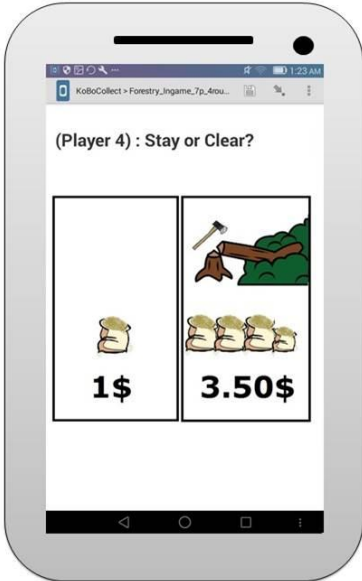 1:23 AM
KoBoCollect > Forestry_Ingame_7p_4rou...
(Player 4) : Stay or Clear?
1$
3.50$